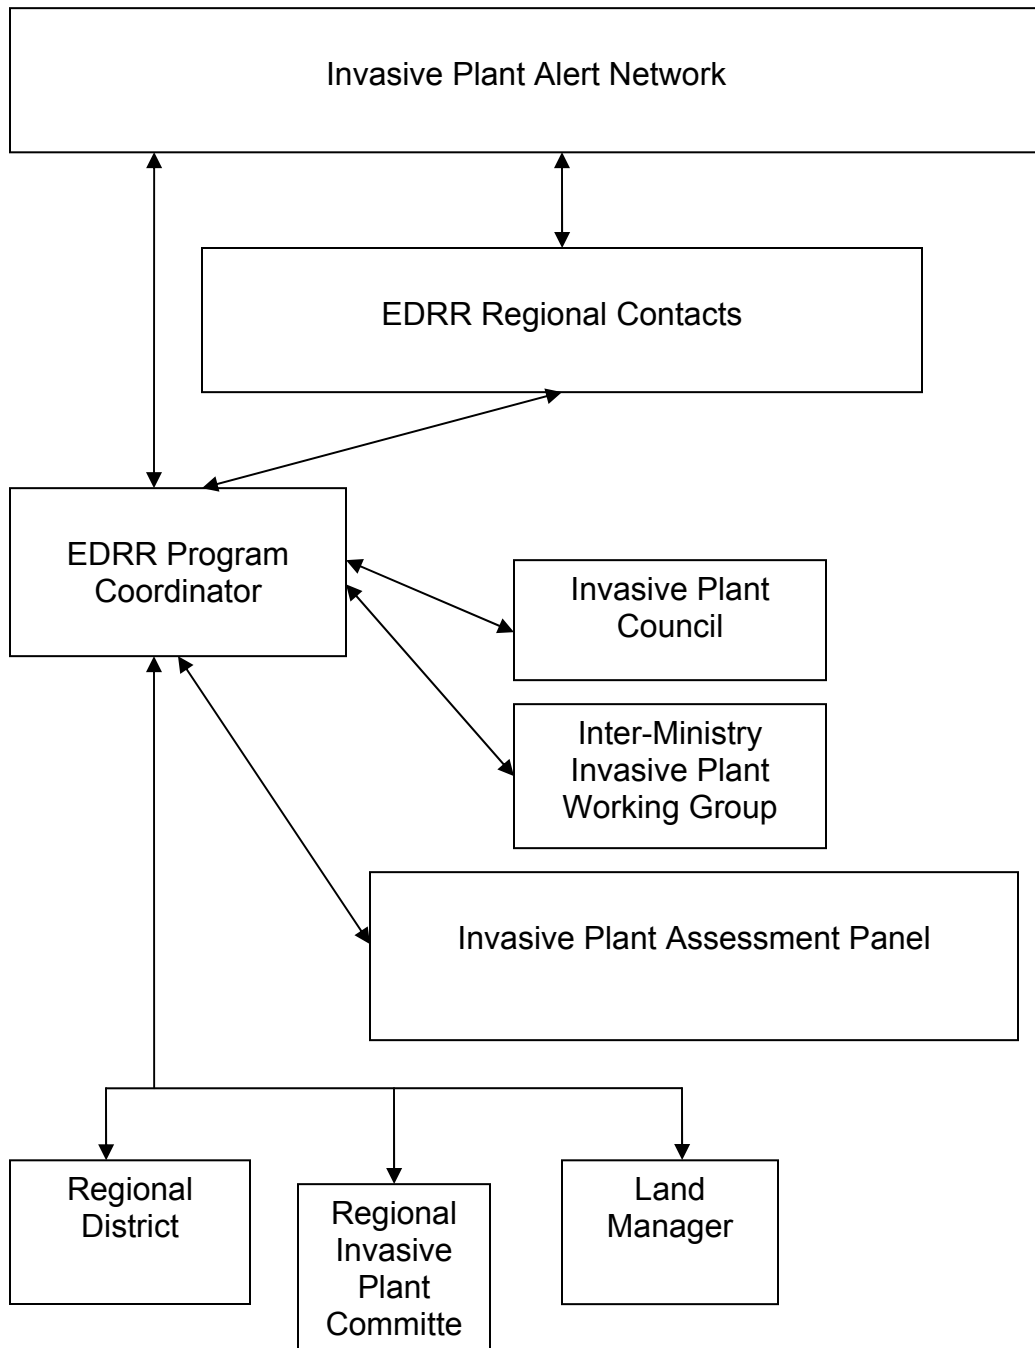 Invasive Plant Alert Network
EDRR Regional Contacts
EDRR Program
Coordinator
Invasive Plant
Council
Inter-Ministry
Invasive Plant
Working Group
Invasive Plant Assessment Panel
Regional
District
Regional
Invasive
Plant
Committe
Land
Manager